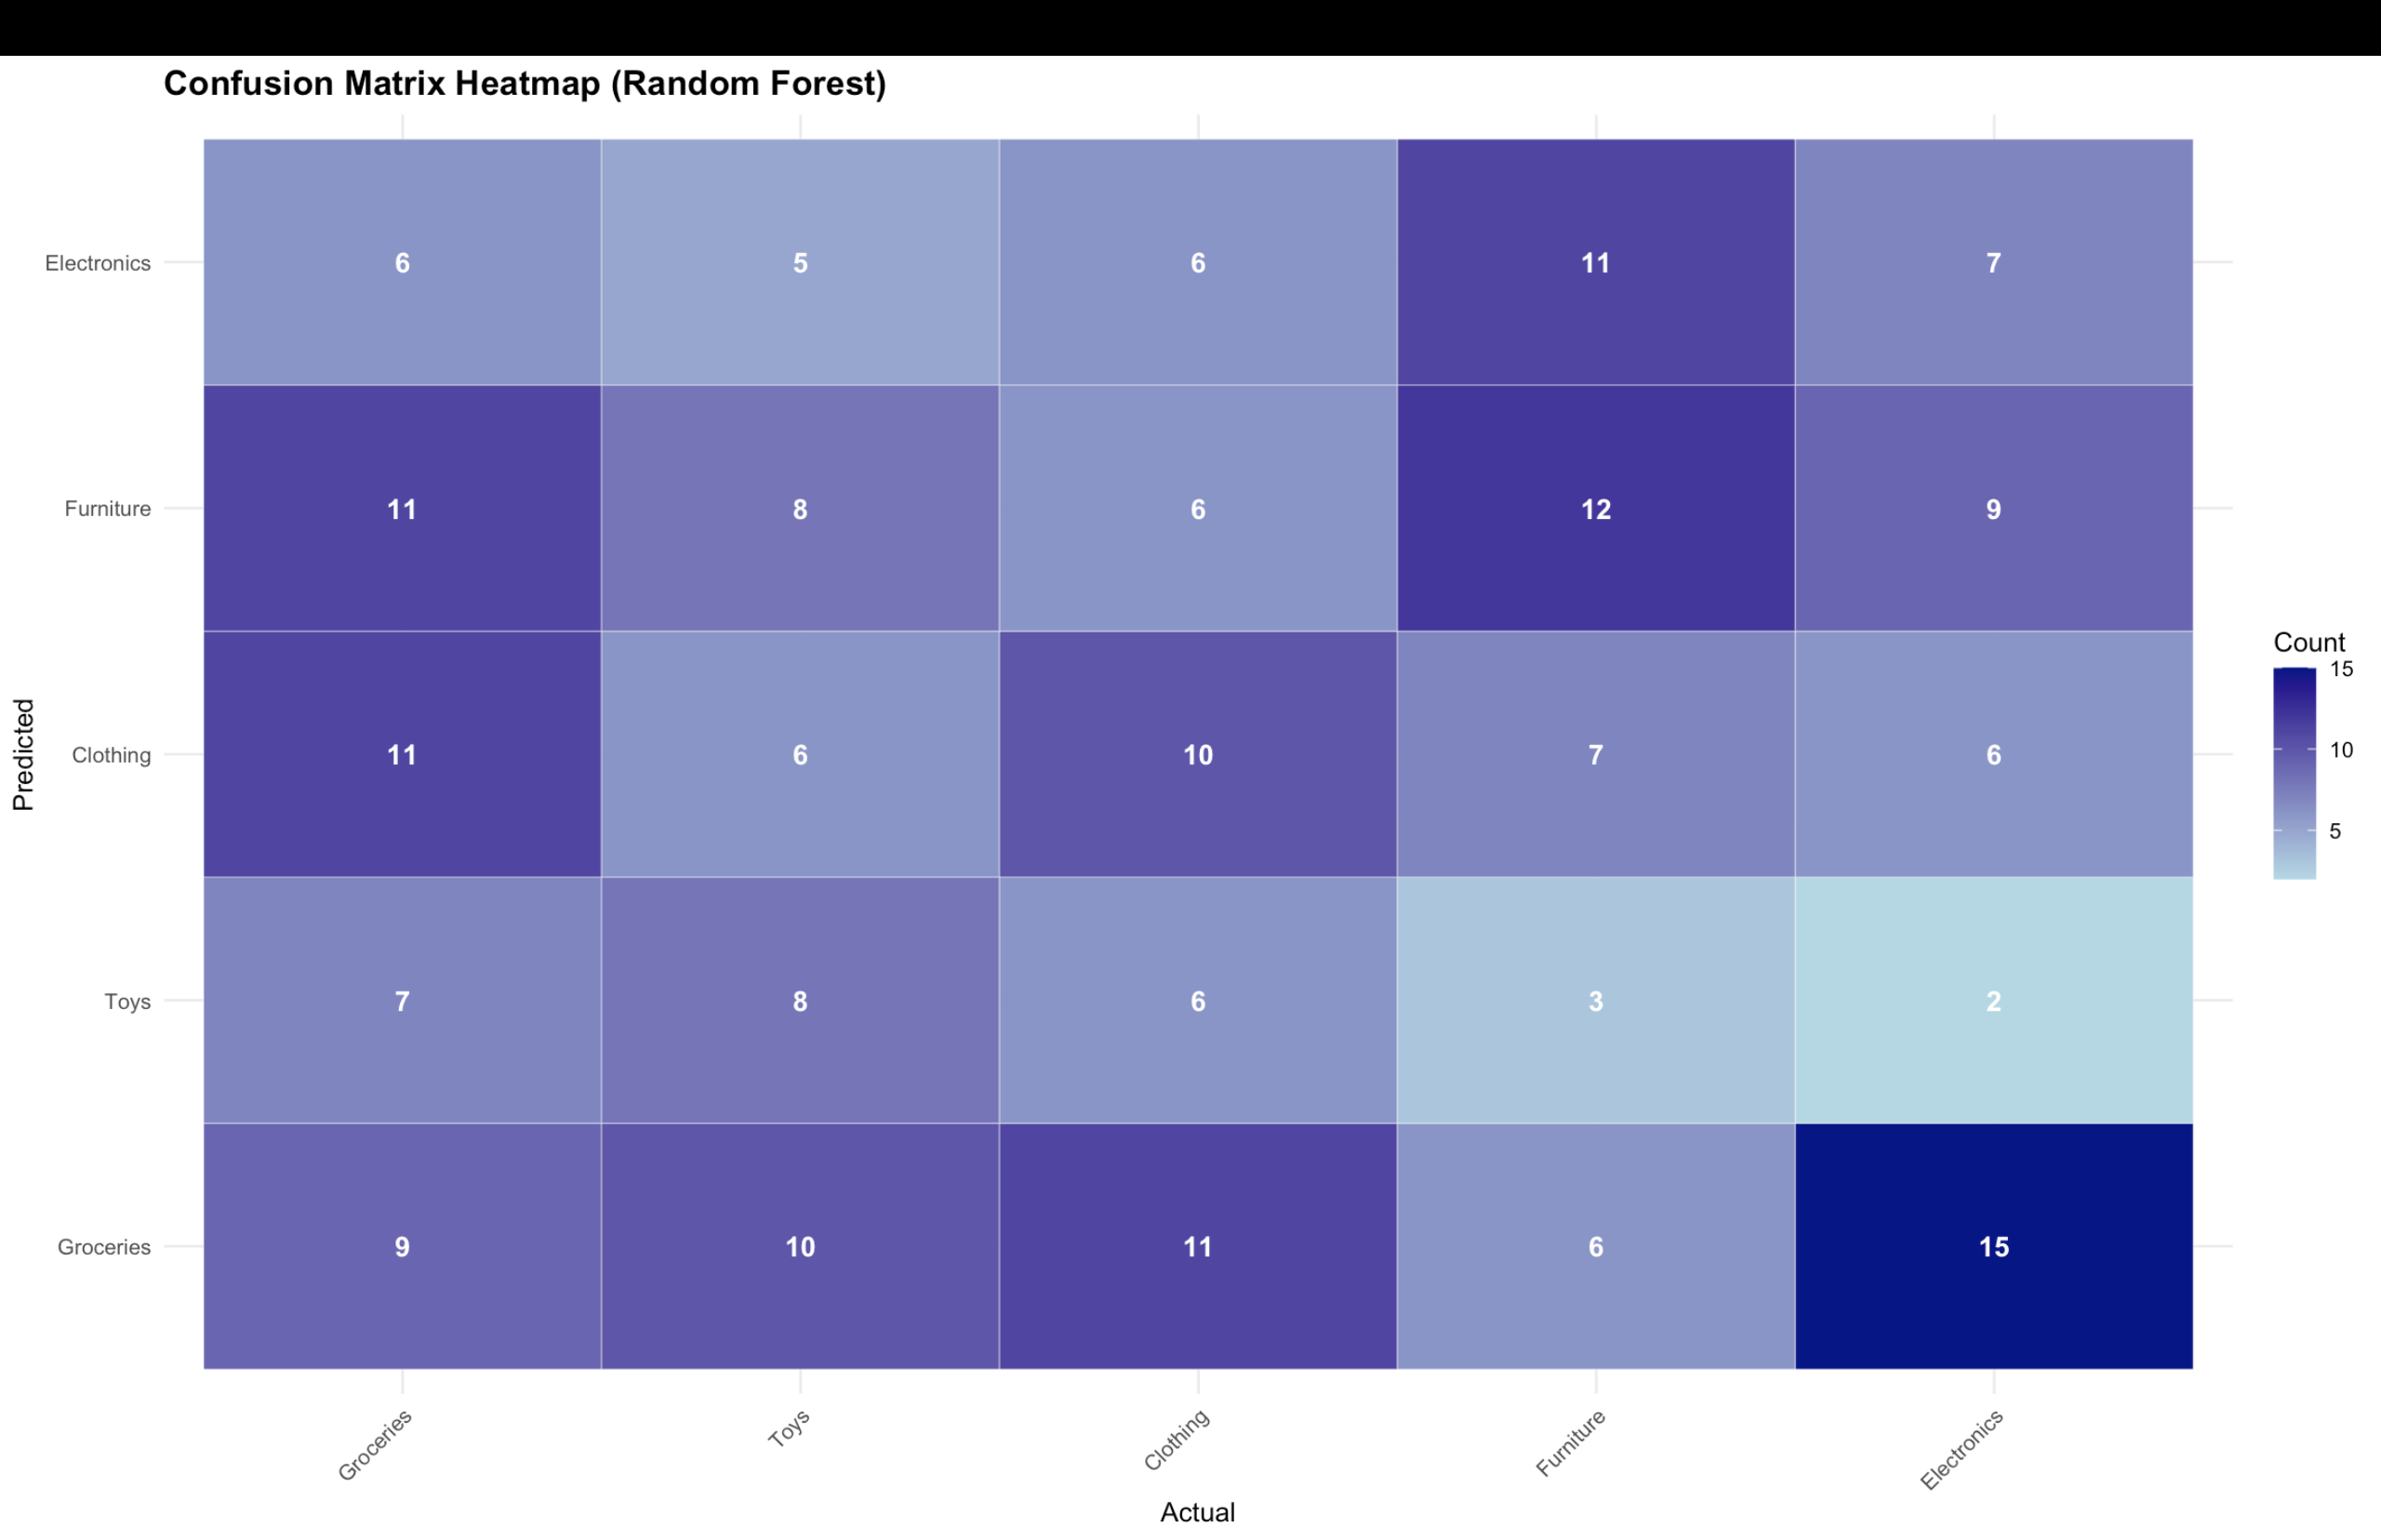 Confusion Matrix Heatmap (Random Forest)
Electronics 6 5 6 11 7
Furniture 11 8 6 12 9
Clothing 11 6 10 7 6
Toys 7 8 6 3 2
Groceries 9 10 11 6 15
Predicted
Groceries Toys Clothing Furniture Electronics
Actual
Count
15
10
5